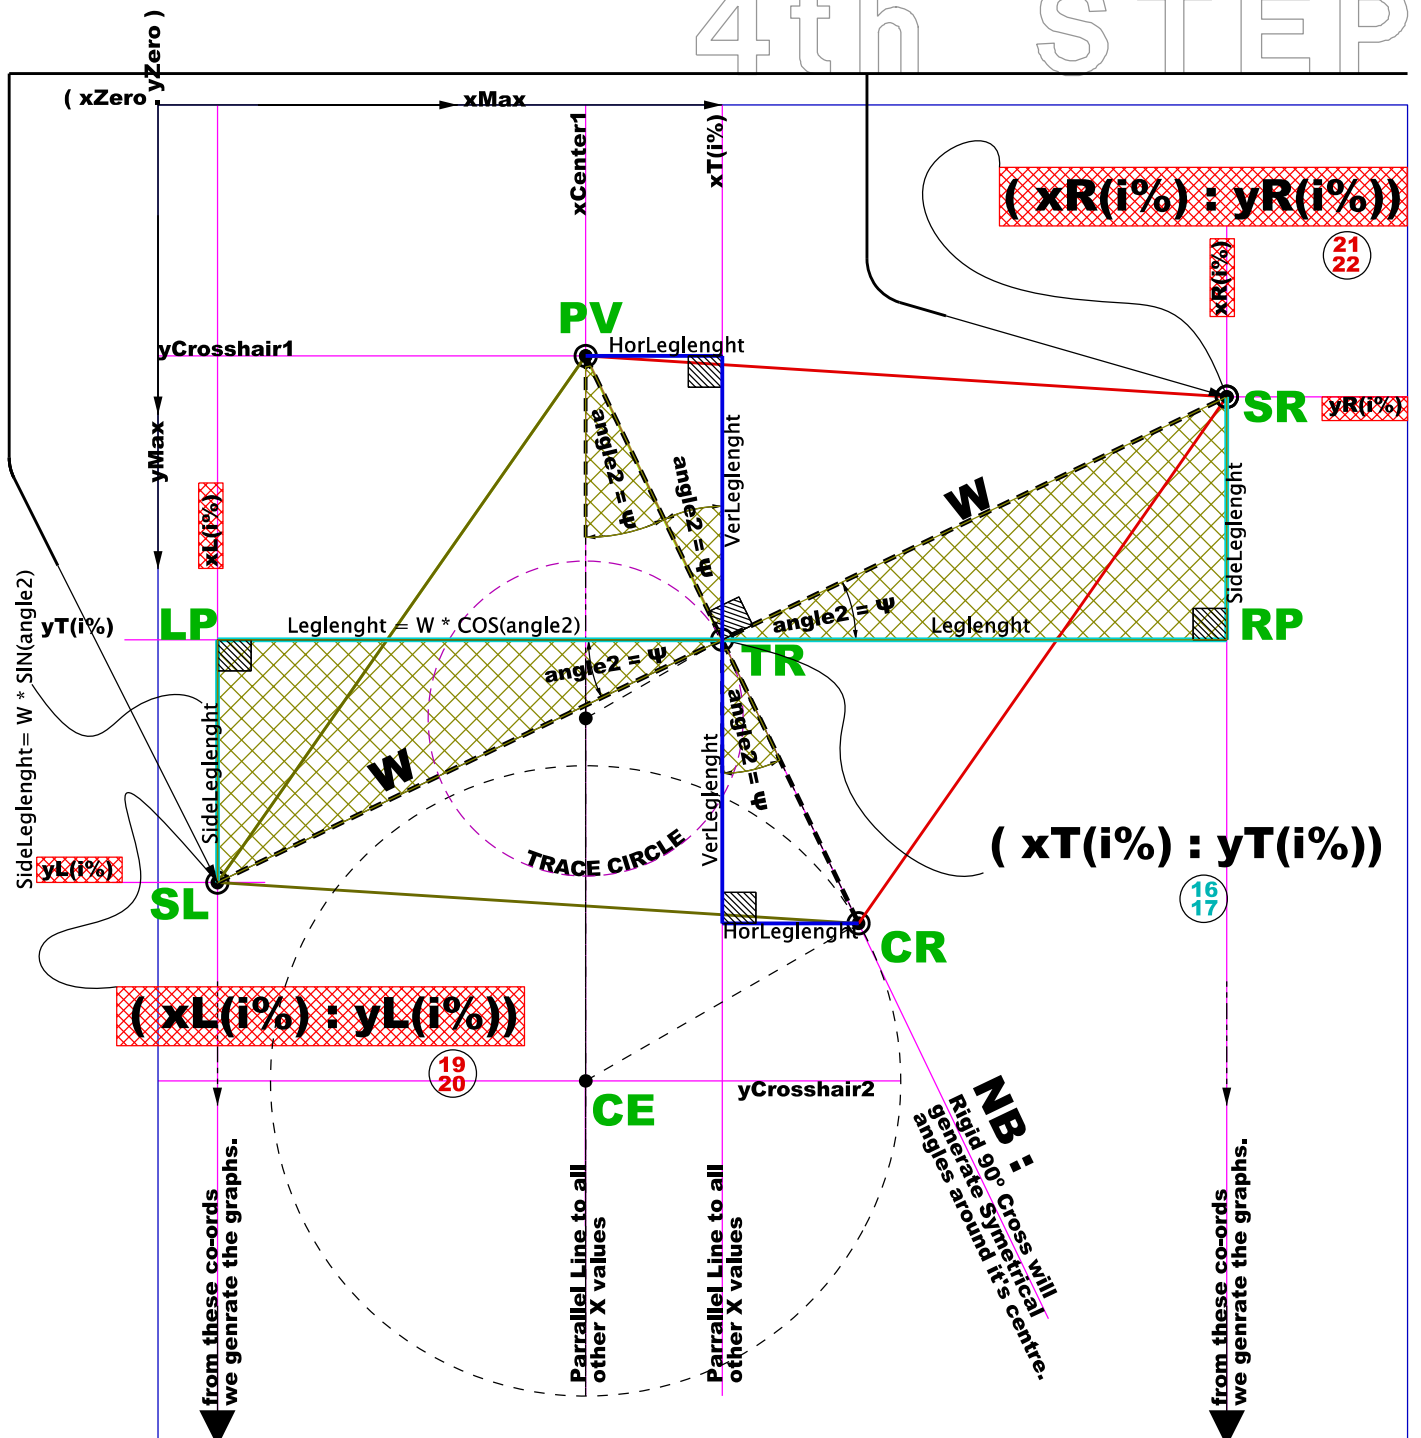 4th STEP
( xZero . yZero )
xMax
xCenter1
xT(i%)
( xR(i%) : yR(i%))
21
22
xR(i%)
PV
yCrosshair1
HorLeglenght
SR
yR(i%)
yMax
angle2 = Ψ
angle2 = Ψ
VerLeglenght
W
SideLeglenght
xL(i%)
SideLeglenght= W * SIN(angle2)
yT(i%)
LP
Leglenght = W * COS(angle2)
angle2 = Ψ
Leglenght
RP
TR
angle2 = Ψ
angle2 = Ψ
W
SideLeglenght
VerLeglenght
TRACE CIRCLE
( xT(i%) : yT(i%))
16
17
yL(i%)
SL
HorLeglenght
CR
( xL(i%) : yL(i%))
19
20
yCrosshair2
CE
NB :
Rigid 90º Cross will
generate Symetrical
angles around it's centre.
from these co-ords
we genrate the graphs.
Parralel Line to all
other X values
Parralel Line to all
other X values
from these co-ords
we genrate the graphs.